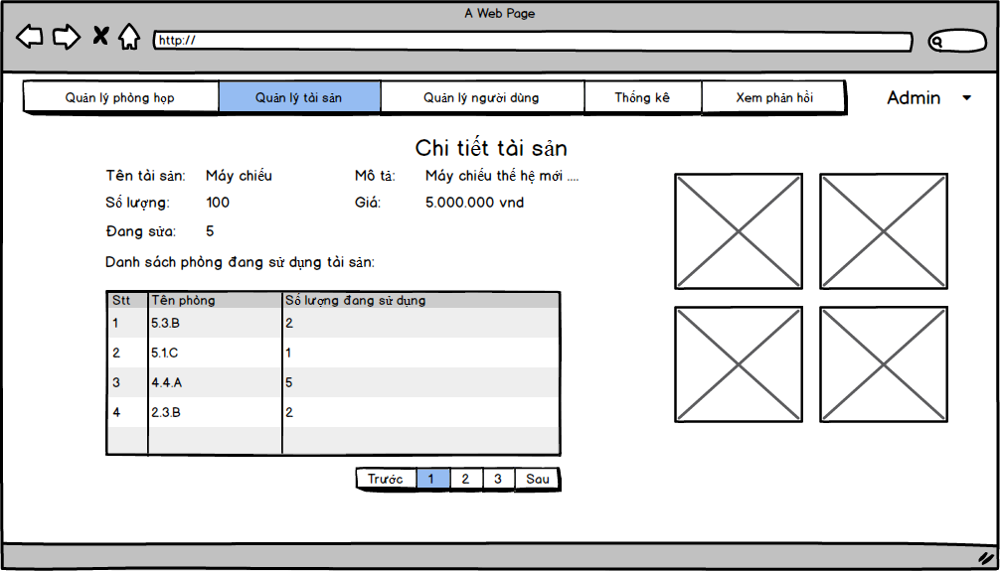 A Web Page
http://
Quản lý phòng họp Quản lý tài sản Quản lý người dùng Thống kê Xem phản hồi Admin
Chi tiết tài sản
Tên tài sản: Máy chiếu Mô tả: Máy chiếu thế hệ mới ....
Số lượng: 100 Giá: 5.000.000 vnd
Đang sửa: 5
Danh sách phòng đang sử dụng tài sản:
Stt Tên phòng Số lượng đang sử dụng
1 5.3.B 2
2 5.1.C 1
3 4.4.A 5
4 2.3.B 2
Trước 1 2 3 Sau